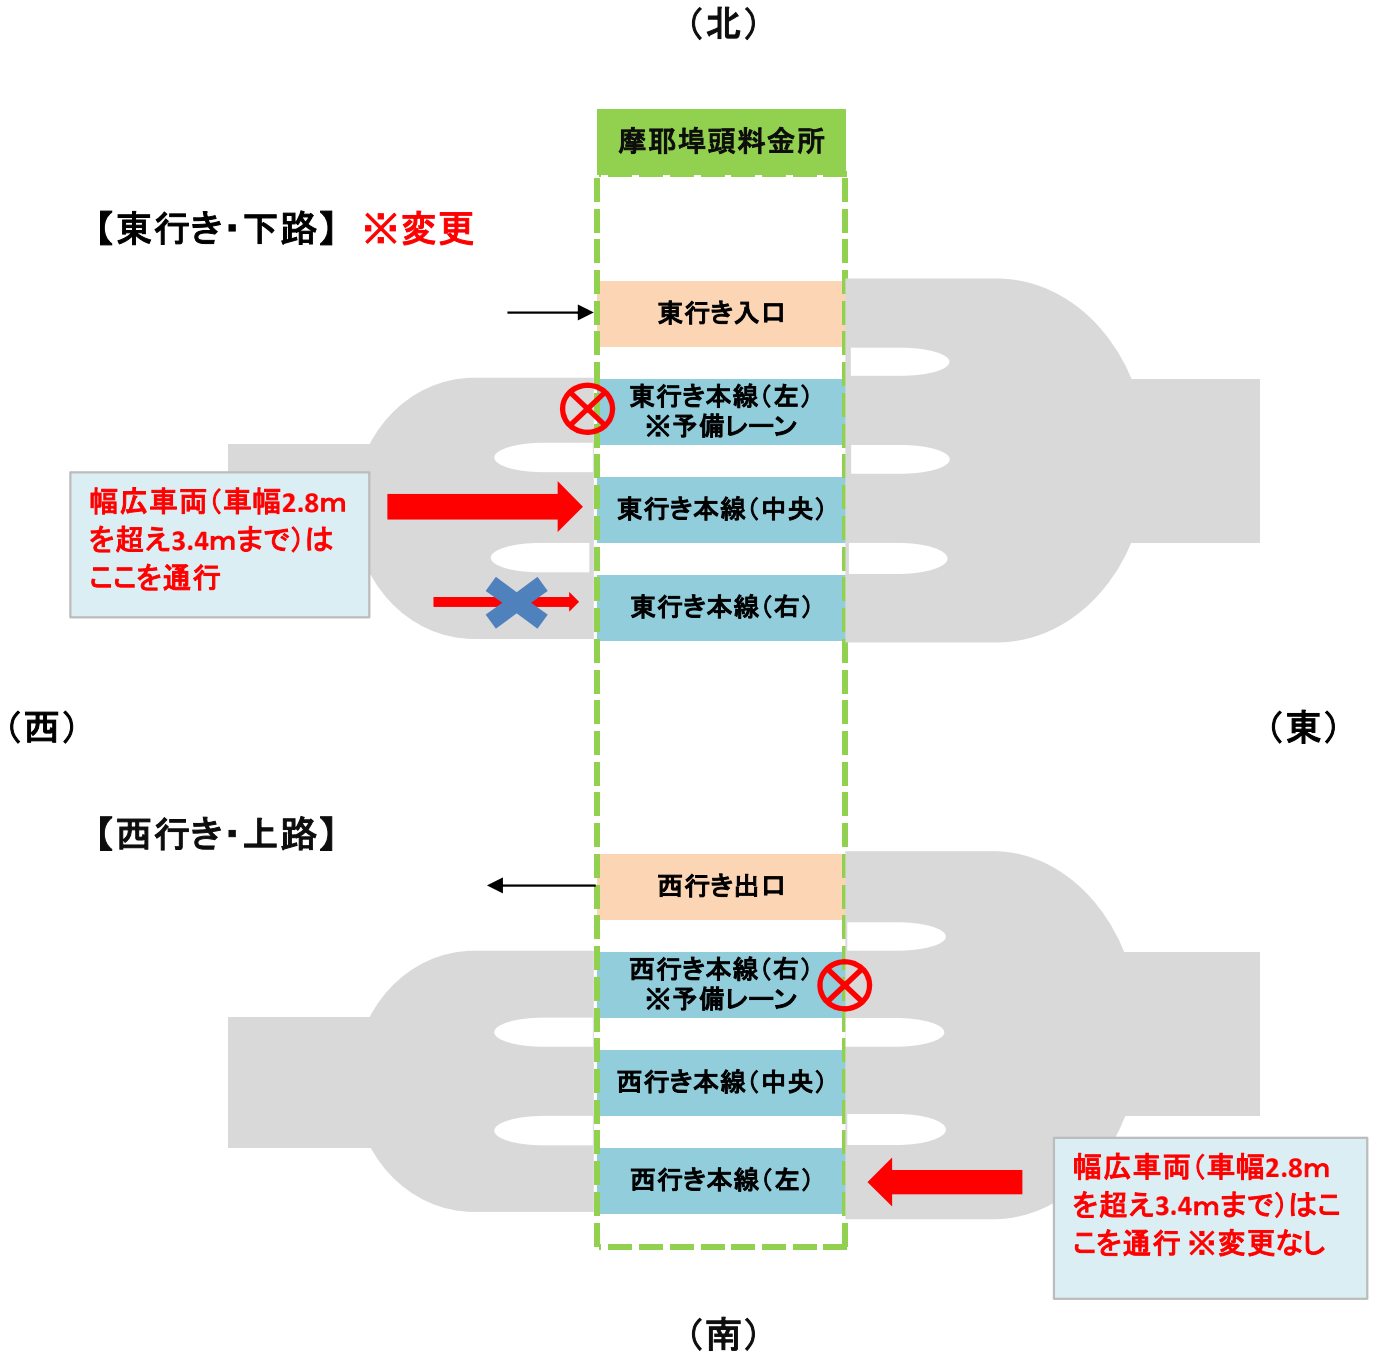 （北）
摩耶埠頭料金所
【東行き・下路】 ※変更
東行き入口
東行き本線（左）
※予備レーン
幅広車両（車幅2.8m
を超え3.4mまで）は
ここを通行
東行き本線（中央）
東行き本線（右）
（西）
（東）
【西行き・上路】
西行き出口
西行き本線（右）
※予備レーン
西行き本線（中央）
西行き本線（左）
幅広車両（車幅2.8m
を超え3.4mまで）はこ
こを通行 ※変更なし
（南）